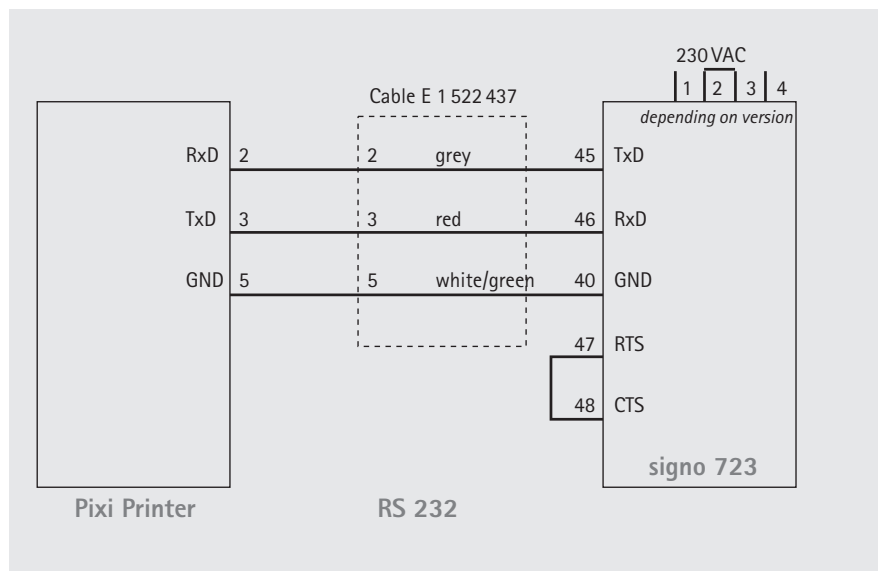 230 VAC
1 2 3 4
Cable E 1 522 437
depending on version
RxD 2 2 grey 45 TxD
TxD 3 3 red 46 RxD
GND 5 5 white/green 40 GND
47 RTS
48 CTS
signo 723
Pixi Printer RS 232